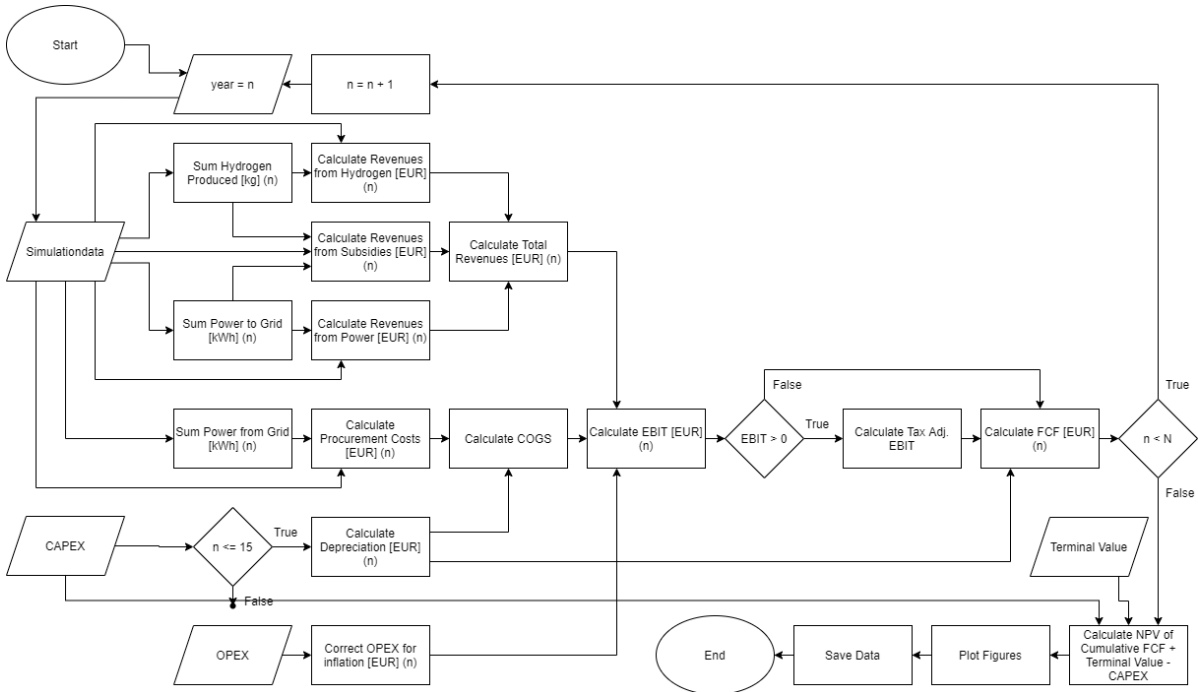 Start
year = n
n = n + 1
Sum Hydrogen
Produced [kg] (n)
Calculate Revenues
from Hydrogen [EUR]
(n)
Simulationdata
Calculate Revenues
from Subsidies [EUR]
(n)
Calculate Total
Revenues [EUR] (n)
Sum Power to Grid
[kWh] (n)
Calculate Revenues
from Power [EUR] (n)
False
True
Sum Power from Grid
[kWh] (n)
Calculate
Procurement Costs
[EUR] (n)
Calculate COGS
Calculate EBIT [EUR]
(n)
EBIT > 0
True
Calculate Tax Adj.
EBIT
Calculate FCF [EUR]
(n)
n < N
False
CAPEX
n <= 15
True
Calculate
Depreciation [EUR]
(n)
Terminal Value
False
OPEX
Correct OPEX for
inflation [EUR] (n)
End
Save Data
Plot Figures
Calculate NPV of
Cumulative FCF +
Terminal Value -
CAPEX